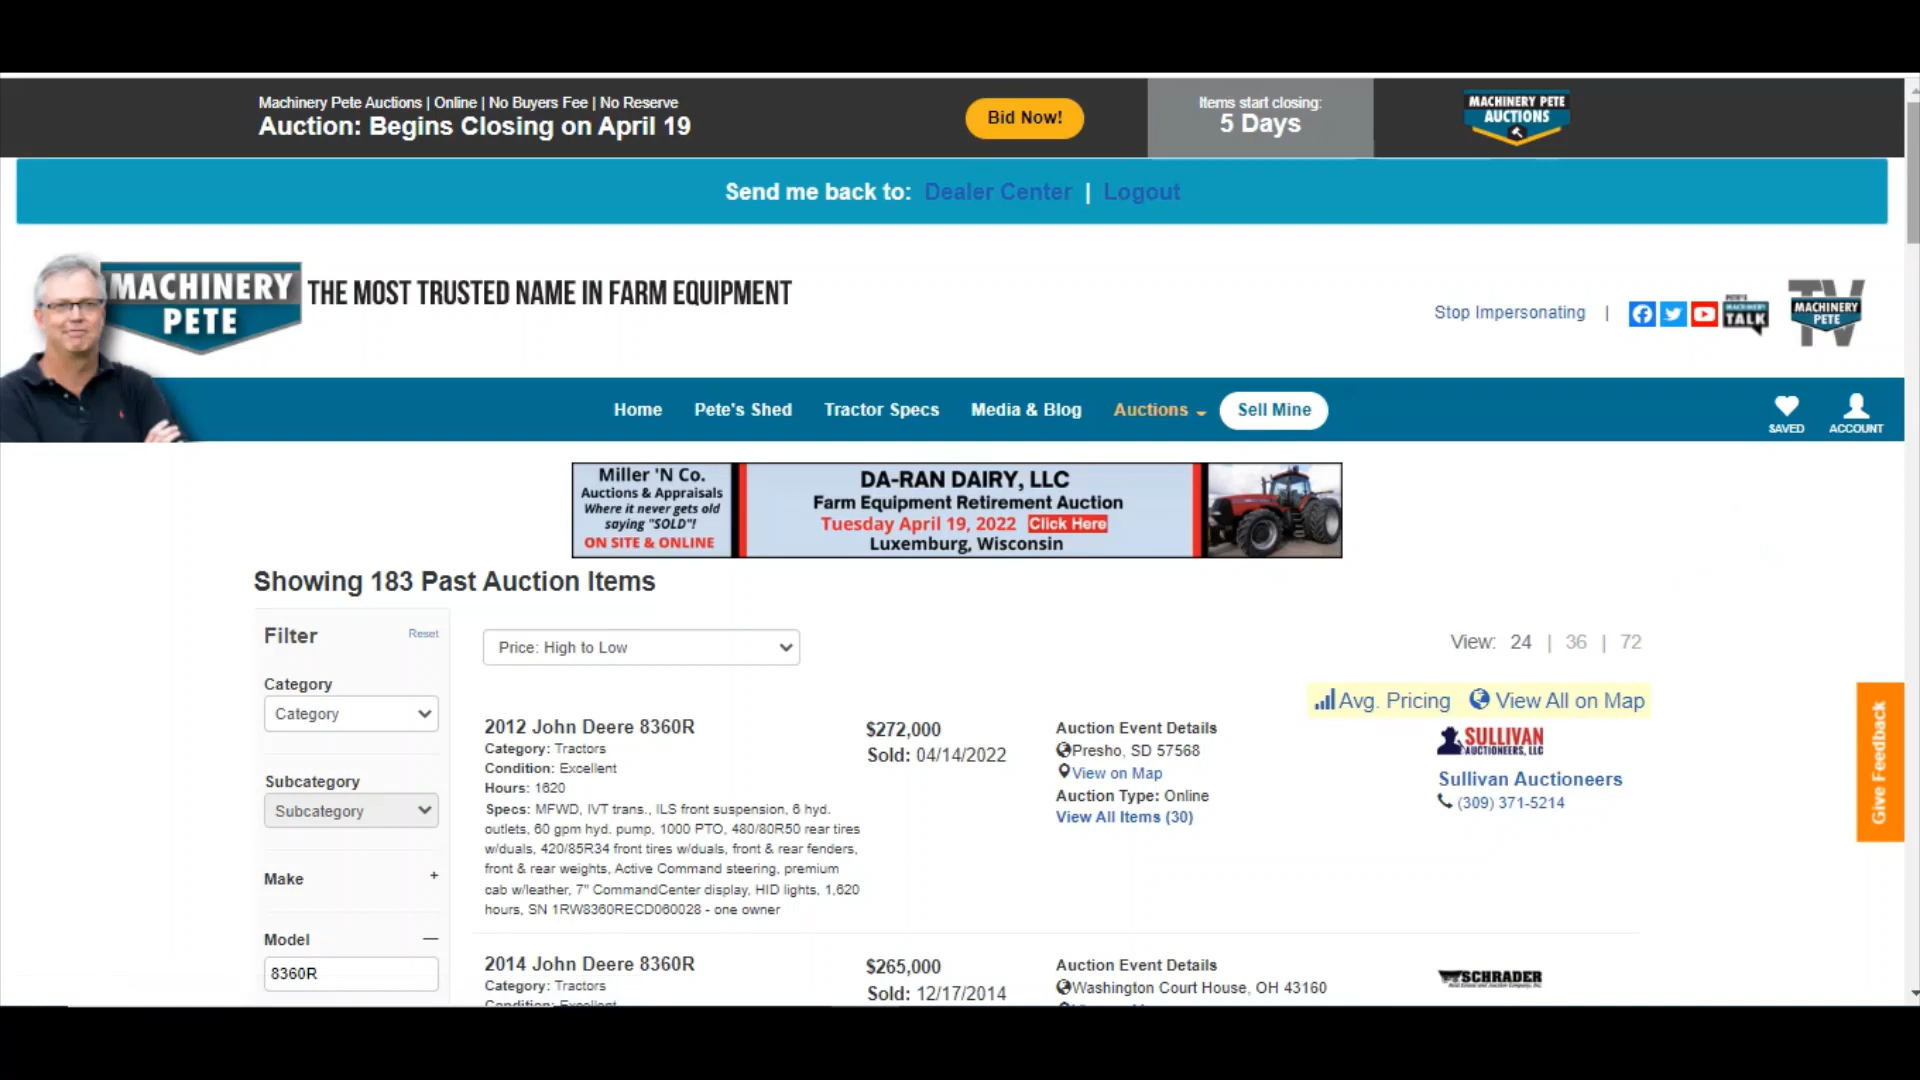 Machinery Pete Auctions | Online | No Buyers Fee | No Reserve
Auction: Begins Closing on April 19
Bid Now!
Items start closing:
5 Days
MACHINERY PETE
AUCTIONS
Send me back to: Dealer Center | Logout
MACHINERY
PETE
THE MOST TRUSTED NAME IN FARM EQUIPMENT
Stop Impersonating |
MACHINERY
TALK
TV
MACHINERY
PETE
Home Pete's Shed Tractor Specs Media & Blog Auctions Sell Mine
SAVED
ACCOUNT
Miller 'N Co.
Auctions & Appraisals
Where it never gets old
saying "SOLD"!
ON SITE & ONLINE
DA-RAN DAIRY, LLC
Farm Equipment Retirement Auction
Tuesday April 19, 2022 Click Here
Luxemburg, Wisconsin
Showing 183 Past Auction Items
Filter Reset
Category
Category
Subcategory
Subcategory
Make +
Model —
8360R
Price: High to Low
View: 24 | 36 | 72
Avg. Pricing View All on Map
2012 John Deere 8360R
Category: Tractors
Condition: Excellent
Hours: 1620
Specs: MFWD, IVT trans., ILS front suspension, 6 hyd.
outlets, 60 gpm hyd. pump, 1000 PTO, 480/80R50 rear tires
w/duals, 420/85R34 front tires w/duals, front & rear fenders,
front & rear weights, Active Command steering, premium
cab w/leather, 7" CommandCenter display, HID lights, 1,620
hours, SN 1RW8360RECD060028 - one owner
$272,000
Sold: 04/14/2022
Auction Event Details
Presho, SD 57568
View on Map
Auction Type: Online
View All Items (30)
SULLIVAN
AUCTIONEERS, LLC
Sullivan Auctioneers
(309) 371-5214
2014 John Deere 8360R
Category: Tractors
Condition: Excellent
$265,000
Sold: 12/17/2014
Auction Event Details
Washington Court House, OH 43160
SCHRADER
Give Feedback